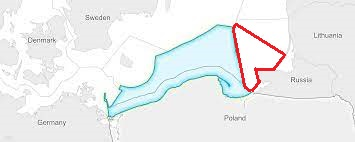 Sweden
Denmark
Lithuania
Russia
Germany
Poland